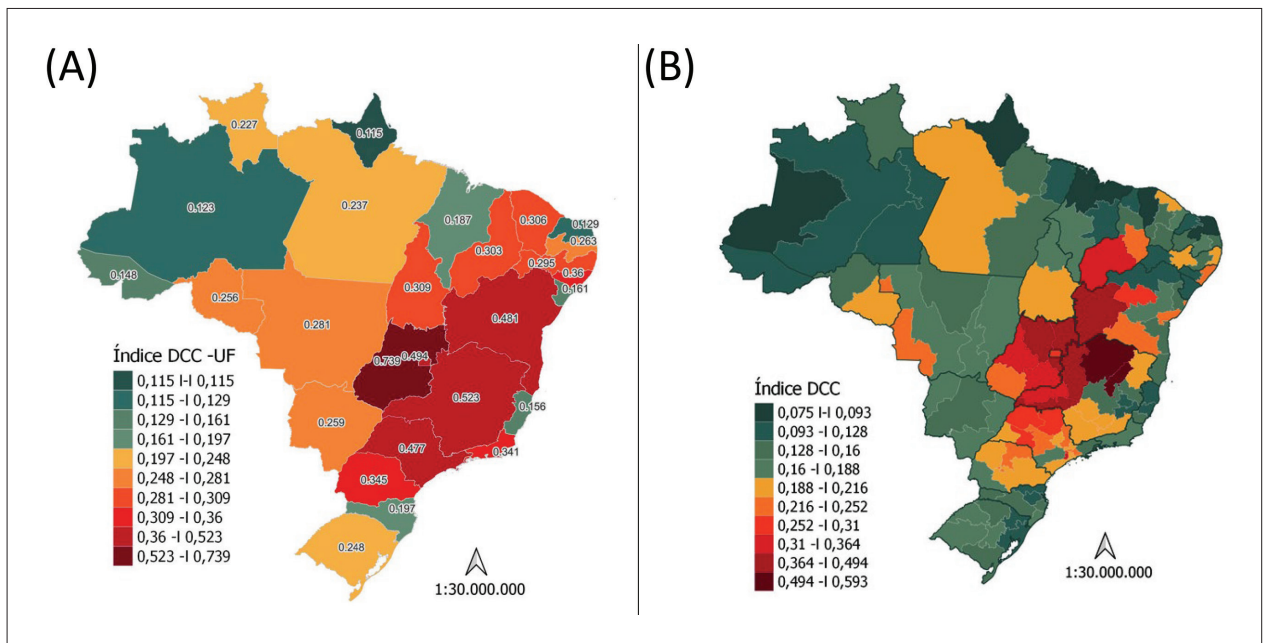 (A)
(B)
0.227
0.115
0.123
0.237
0.187
0.306
0.129
0.263
0.303
0.295
0.36
0.161
0.148
0.256
0.309
0.281
0.481
0.739
0.494
0.523
0.156
0.259
0.477
0.341
0.345
0.197
0.248
Índice DCC -UF
0,115 I-I 0,115
0,115 -I 0,129
0,129 -I 0,161
0,161 -I 0,197
0,197 -I 0,248
0,248 -I 0,281
0,281 -I 0,309
0,309 -I 0,36
0,36 -I 0,523
0,523 -I 0,739
1:30.000.000
Índice DCC
0,075 I-I 0,093
0,093 -I 0,128
0,128 -I 0,16
0,16 -I 0,188
0,188 -I 0,216
0,216 -I 0,252
0,252 -I 0,31
0,31 -I 0,364
0,364 -I 0,494
0,494 -I 0,593
1:30.000.000